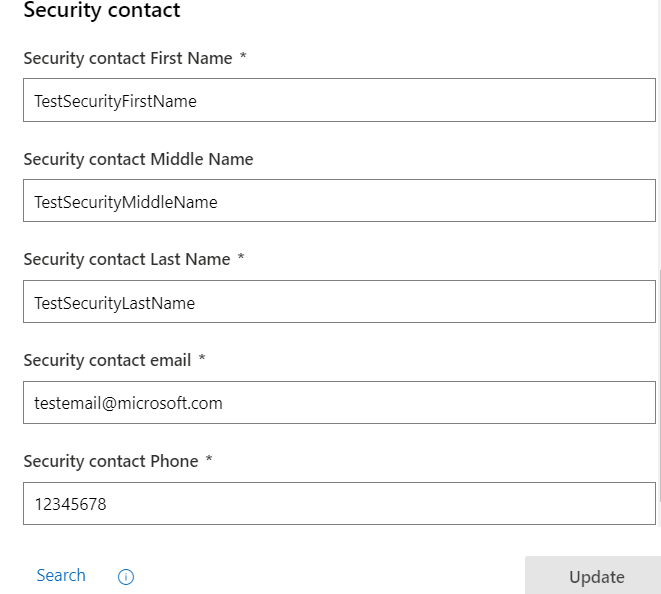 Security contact
Security contact First Name *
TestSecurityFirstName
Security contact Middle Name
TestSecurityMiddleName
Security contact Last Name *
TestSecurityLastName
Security contact email *
testemail@microsoft.com
Security contact Phone *
12345678
Search Update